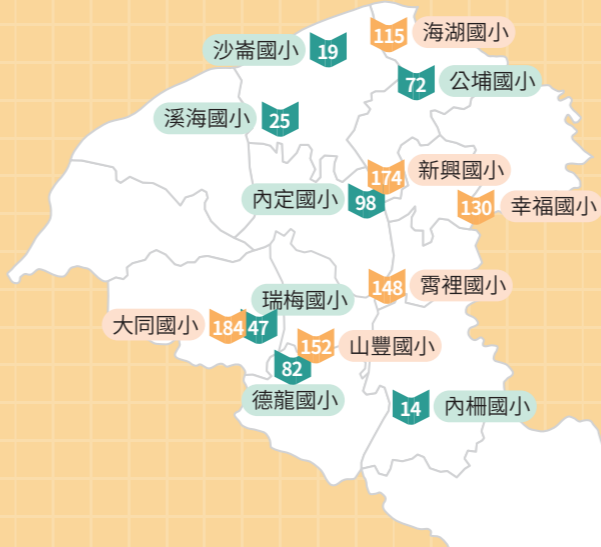 115 海湖國小
沙崙國小 19
72 公埔國小
溪海國小 25
174 新興國小
內定國小 98
130 幸福國小
148 霄裡國小
瑞梅國小 47
大同國小 184
152 山豐國小
82
德龍國小
14 內柵國小